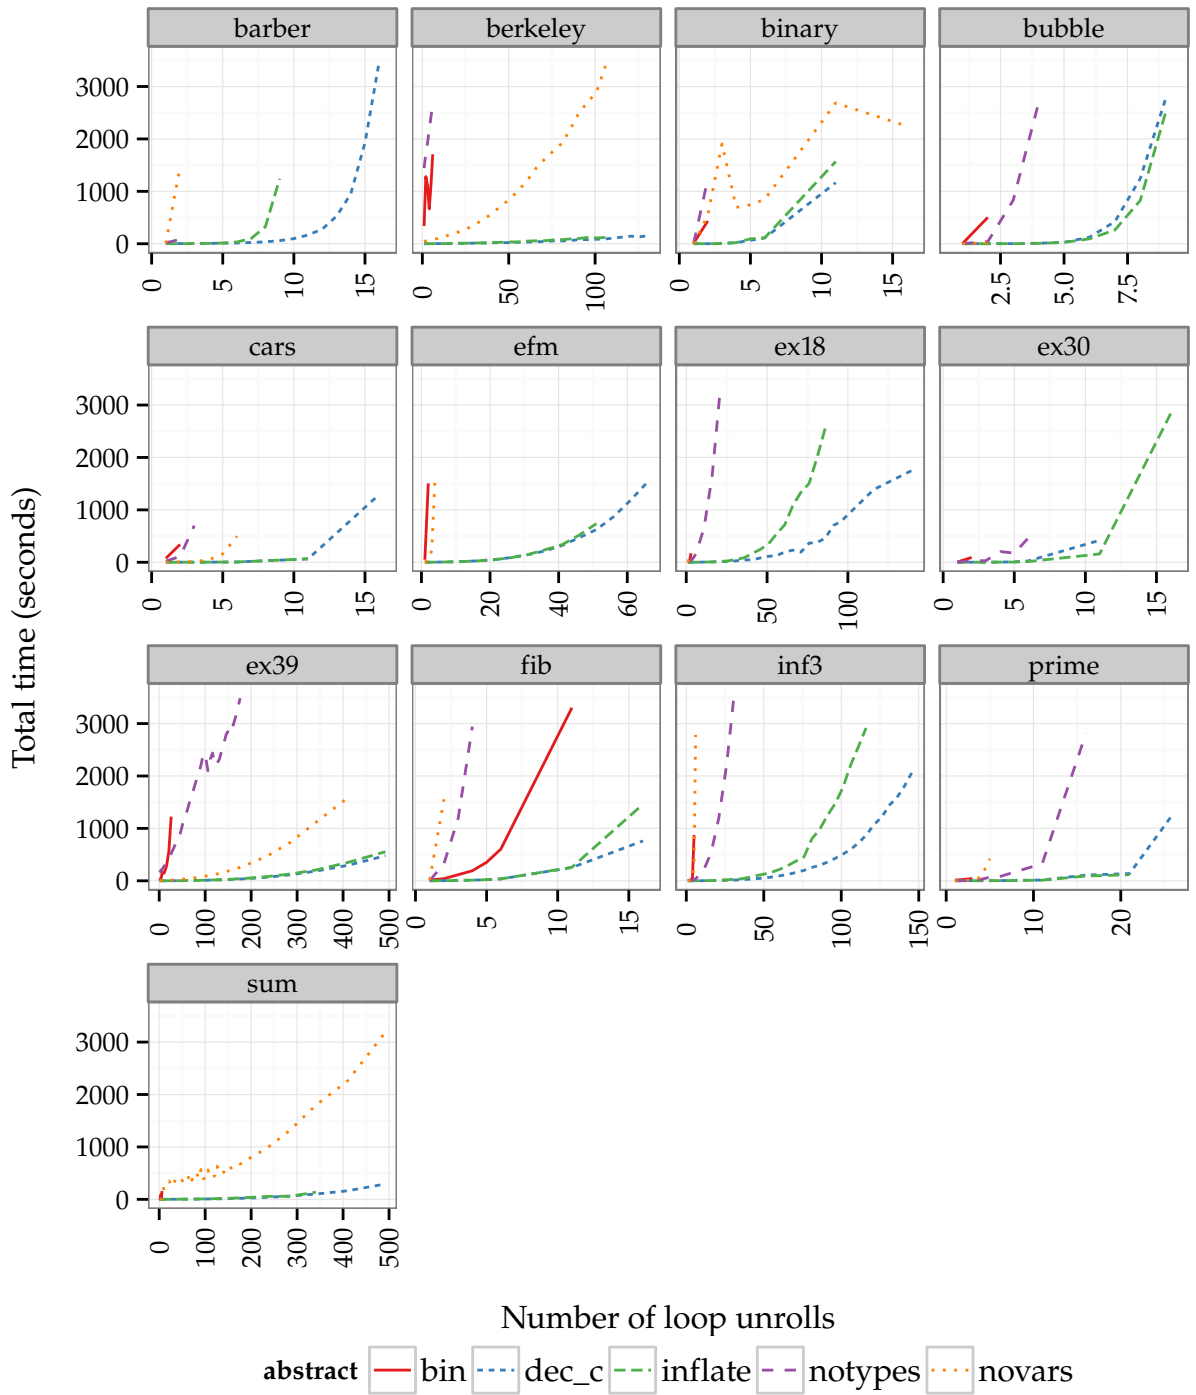 barber berkeley binary bubble
3000
2000
1000
0
0 5 10 15 0 50 100 0 5 10 15 2.5 5.0 7.5
cars efm ex18 ex30
3000
2000
1000
0
0 5 10 15 0 20 40 60 0 50 100 0 5 10 15
Total time (seconds)
ex39 fib inf3 prime
3000
2000
1000
0
0 100 200 300 400 500 0 5 10 15 0 50 100 150 0 10 20
sum
3000
2000
1000
0
0 100 200 300 400 500
Number of loop unrolls
abstract bin dec_c inflate notypes novars